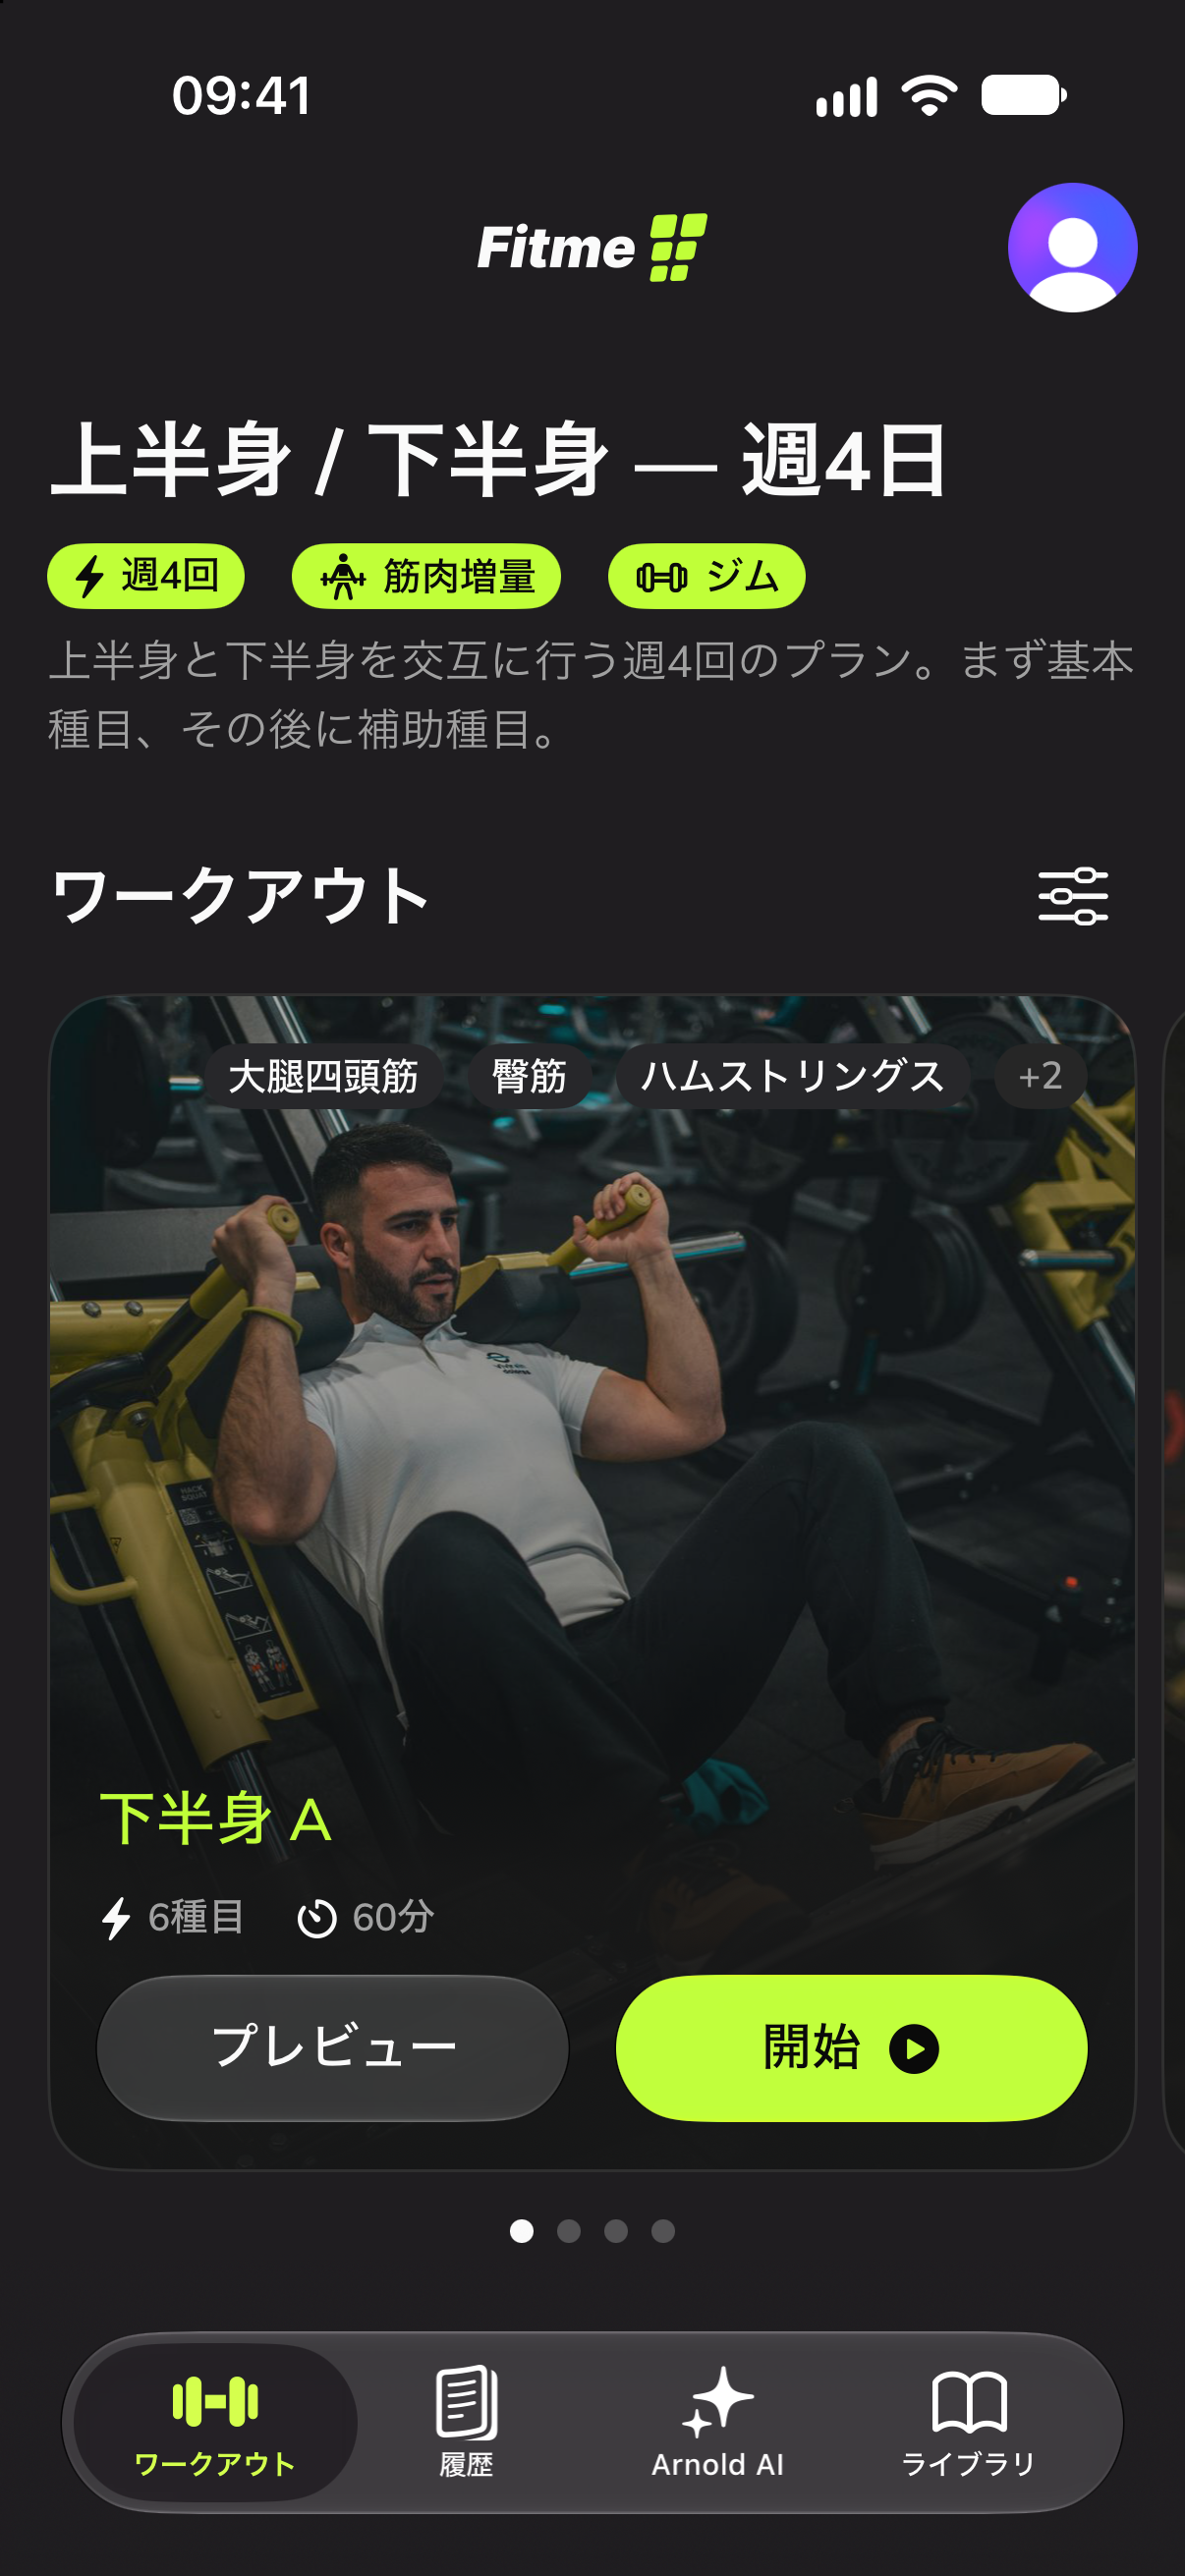 09:41
Fitme
上半身 / 下半身 — 週4日
週4回 筋肉増量 ジム
上半身と下半身を交互に行う週4回のプラン。まず基本
種目、その後に補助種目。
ワークアウト
大腿四頭筋 臀筋 ハムストリングス +2
HACK
SQUAT
下半身 A
6種目 60分
プレビュー 開始
ワークアウト 履歴 Arnold AI ライブラリ